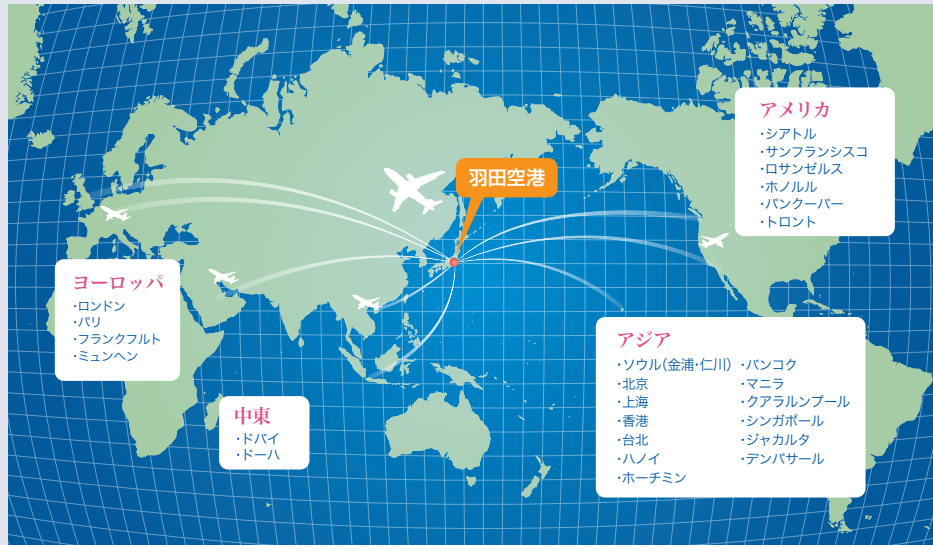 羽田空港
アメリカ
・シアトル
・サンフランシスコ
・ロサンゼルス
・ホノルル
・バンクーバー
・トロント
ヨーロッパ
・ロンドン
・パリ
・フランクフルト
・ミュンヘン
中東
・ドバイ
・ドーハ
アジア
・ソウル（金浦・仁川）
・北京
・上海
・香港
・台北
・ハノイ
・ホーチミン
・バンコク
・マニラ
・クアラルンプール
・シンガポール
・ジャカルタ
・デンパサール